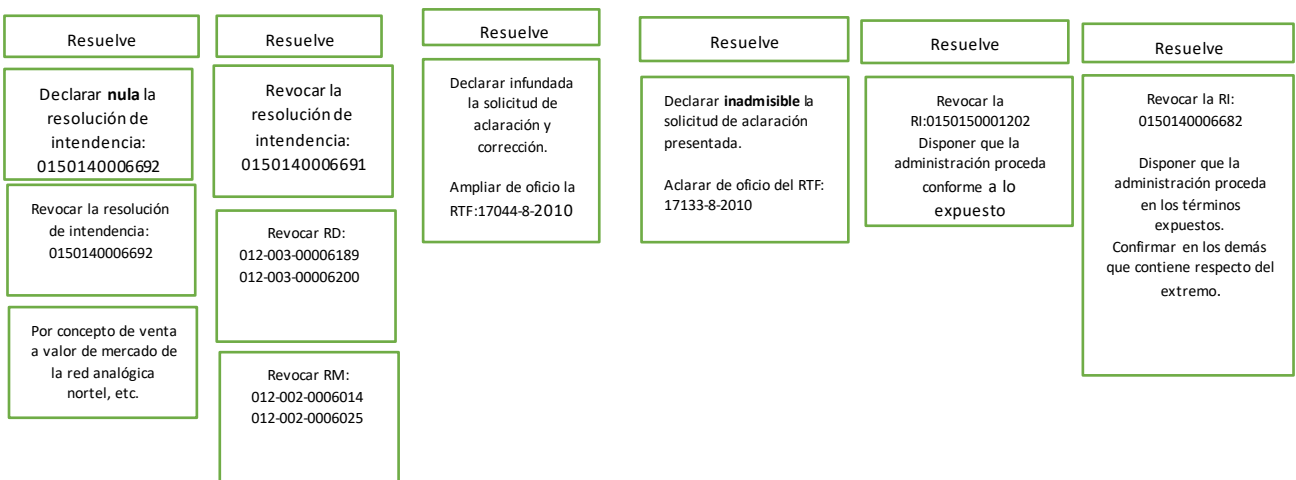 Resuelve
Declarar nula la
resolución de
intendencia:
0150140006692
Revocar la resolución
de intendencia:
0150140006692
Por concepto de venta
a valor de mercado de
la red analógica
nortel, etc.
Resuelve
Revocar la
resolución de
intendencia:
0150140006691
Revocar RD:
012-003-00006189
012-003-00006200
Revocar RM:
012-002-0006014
012-002-0006025
Resuelve
Declarar infundada
la solicitud de
aclaración y
corrección.
Ampliar de oficio la
RTF:17044-8-2010
Resuelve
Declarar inadmisible la
solicitud de aclaración
presentada.
Aclarar de oficio del RTF:
17133-8-2010
Resuelve
Revocar la
RI:0150150001202
Disponer que la
administración proceda
conforme a lo
expuesto
Resuelve
Revocar la RI:
0150140006682
Disponer que la
administración proceda
en los términos
expuestos.
Confirmar en los demás
que contiene respecto del
extremo.